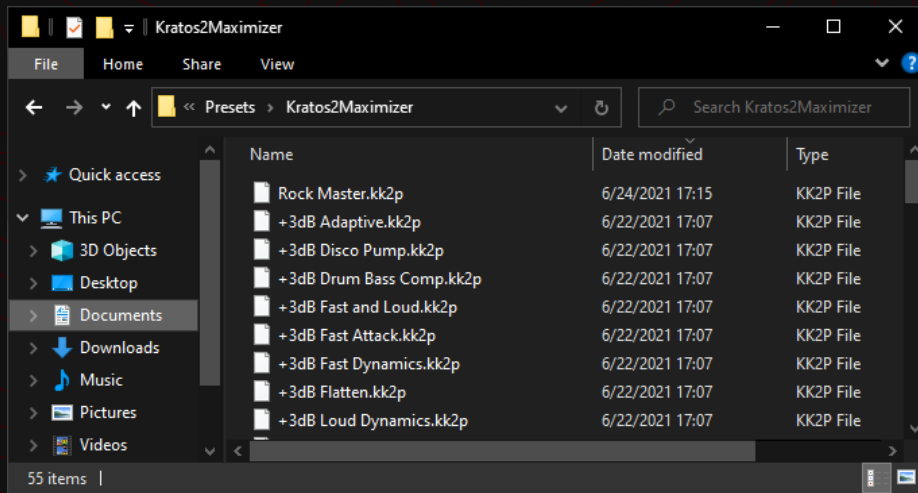 Kratos2Maximizer
File Home Share View
« Presets > Kratos2Maximizer
Search Kratos2Maximizer
Name Date modified Type
Quick access
This PC
3D Objects
Desktop
Documents
Downloads
Music
Pictures
Videos
Rock Master.kk2p 6/24/2021 17:15 KK2P File
+3dB Adaptive.kk2p 6/22/2021 17:07 KK2P File
+3dB Disco Pump.kk2p 6/22/2021 17:07 KK2P File
+3dB Drum Bass Comp.kk2p 6/22/2021 17:07 KK2P File
+3dB Fast and Loud.kk2p 6/22/2021 17:07 KK2P File
+3dB Fast Attack.kk2p 6/22/2021 17:07 KK2P File
+3dB Fast Dynamics.kk2p 6/22/2021 17:07 KK2P File
+3dB Flatten.kk2p 6/22/2021 17:07 KK2P File
+3dB Loud Dynamics.kk2p 6/22/2021 17:07 KK2P File
55 items